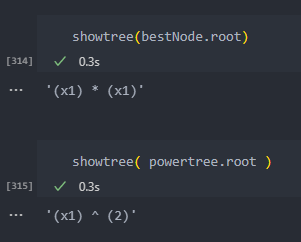 showtree(bestNode.root)
[314] ✓ 0.3s
... '(x1) * (x1)'
showtree( powertree.root )
[315] ✓ 0.3s
... '(x1) ^ (2)'